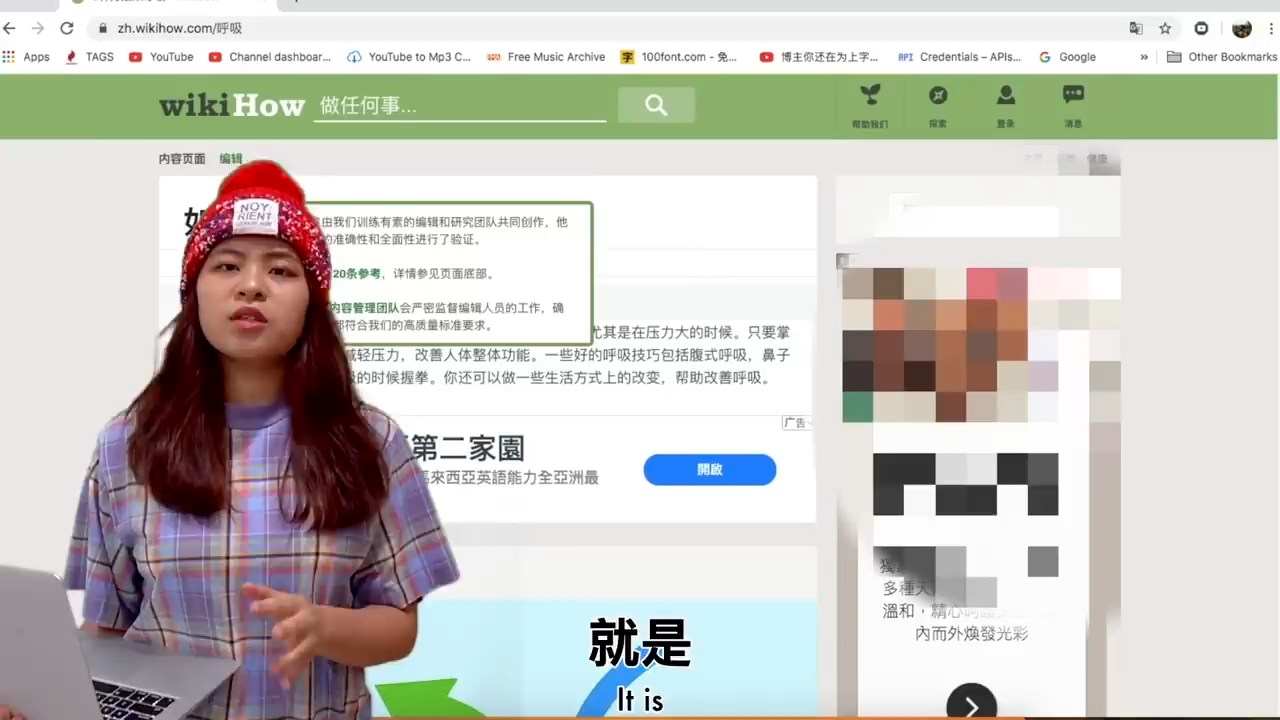 zh.wikihow.com/呼吸
Apps
TAGS
YouTube
Channel dashboar...
YouTube to Mp3 C...
Free Music Archive
100font.com - 免...
博主你还在为上字...
API
Credentials – APIs...
Google
»
Other Bookmarks
wikiHow
做任何事...
帮助我们
探索
登录
消息
内容页面
编辑
健康
NOY
RIENT
由我们训练有素的编辑和研究团队共同创作，他
的准确性和全面性进行了验证。
20条参考，详情参见页面底部。
内容管理团队会严密监督编辑人员的工作，确
部符合我们的高质量标准要求。
尤其是在压力大的时候。只要掌
减轻压力，改善人体整体功能。一些好的呼吸技巧包括腹式呼吸，鼻子
的时候握拳。你还可以做一些生活方式上的改变，帮助改善呼吸。
广告
第二家園
馬來西亞英語能力全亞洲最
開啟
多種天
溫和，精心呵護
內而外煥發光彩
就是
It is